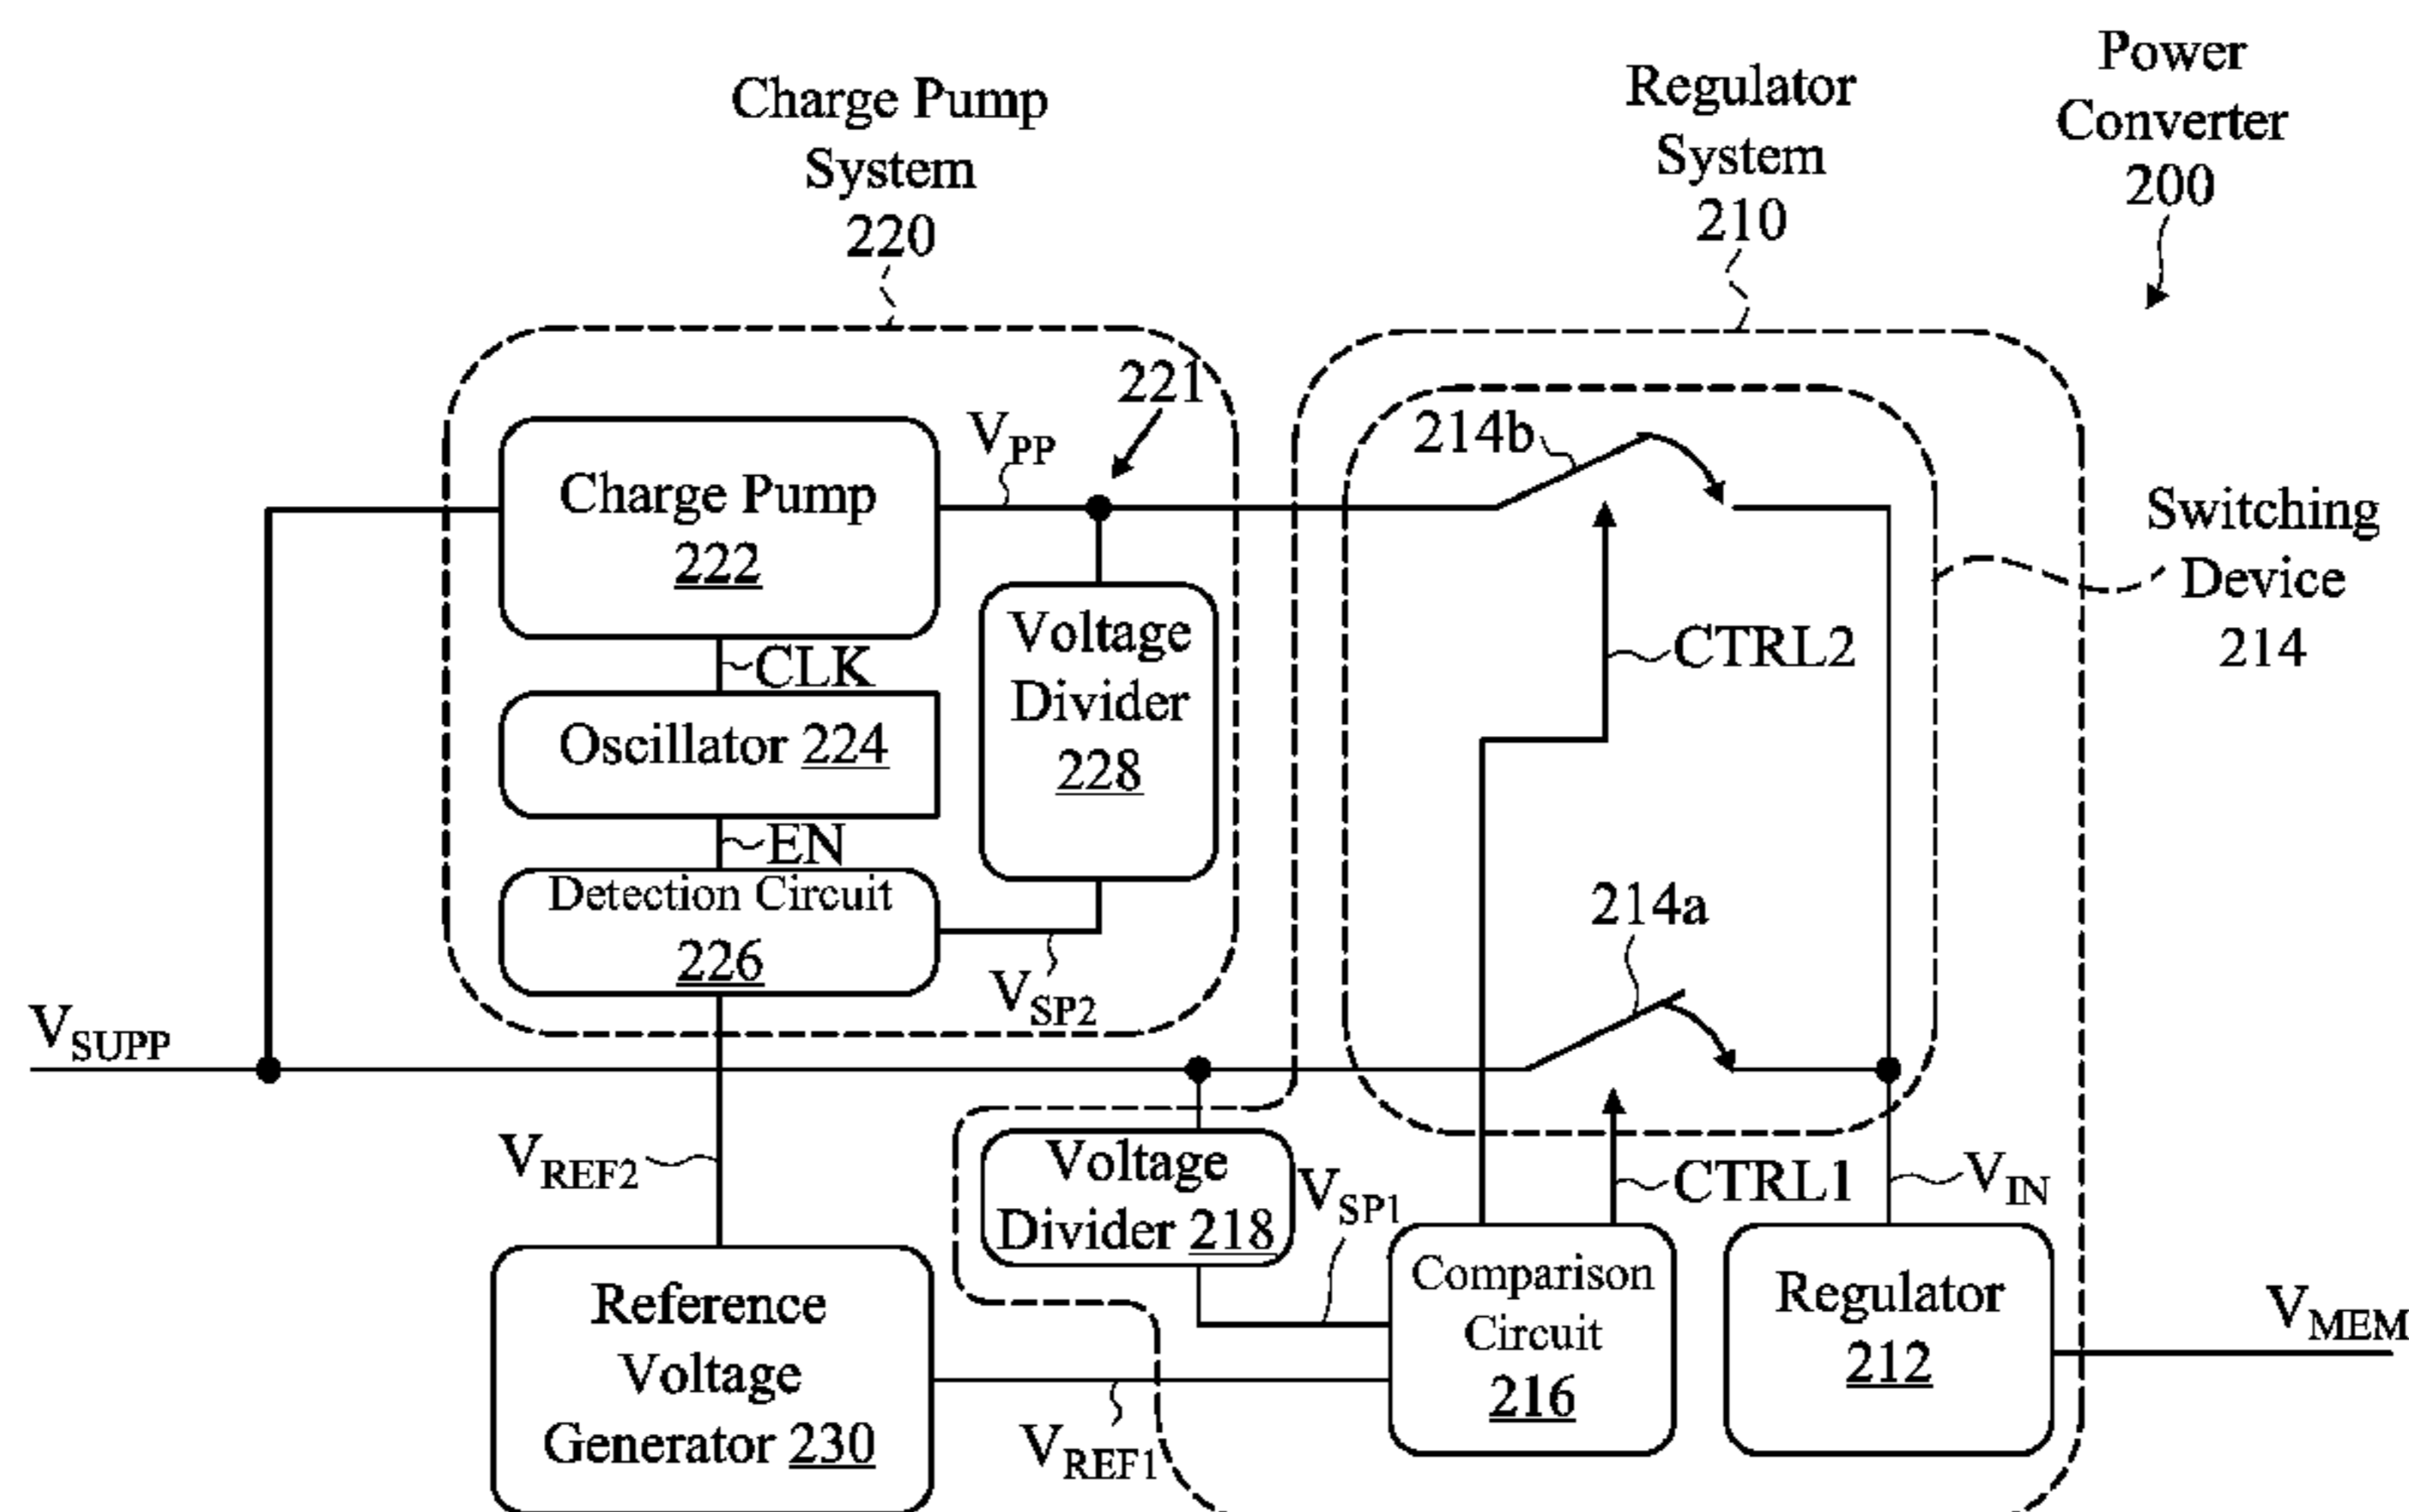 Power
Converter
200
Charge Pump
System
220
Regulator
System
210
221
V_PP
214b
Charge Pump
222
Switching
Device
214
Voltage
Divider
228
CTRL2
CLK
Oscillator 224
EN
Detection Circuit
226
214a
V_SP2
V_SUPP
V_REF2
Voltage
Divider 218
V_SP1
CTRL1
V_IN
Comparison
Circuit
216
Regulator
212
V_MEM
Reference
Voltage
Generator 230
V_REF1